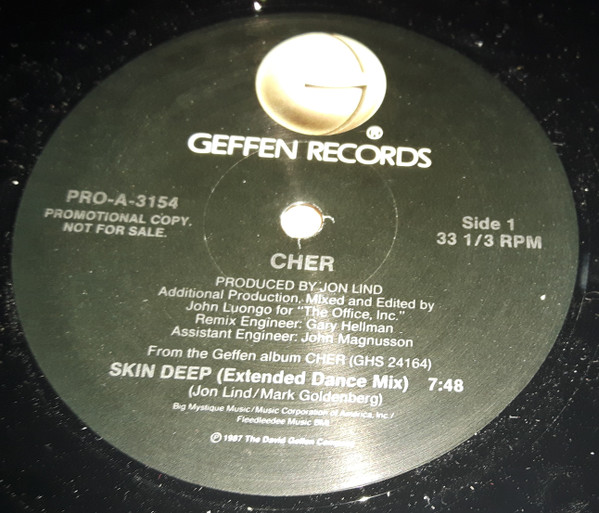 GEFFEN RECORDS ®
PRO-A-3154
PROMOTIONAL COPY.
NOT FOR SALE.
Side 1
33 1/3 RPM
CHER
PRODUCED BY JON LIND
Additional Production, Mixed and Edited by
John Luongo for "The Office, Inc."
Remix Engineer: Gary Hellman
Assistant Engineer: John Magnusson
From the Geffen album CHER (GHS 24164)
SKIN DEEP (Extended Dance Mix) 7:48
(Jon Lind/Mark Goldenberg)
Big Mystique Music/Music Corporation of America, Inc./
Fleedleedee Music BMI
℗ 1987 The David Geffen Company